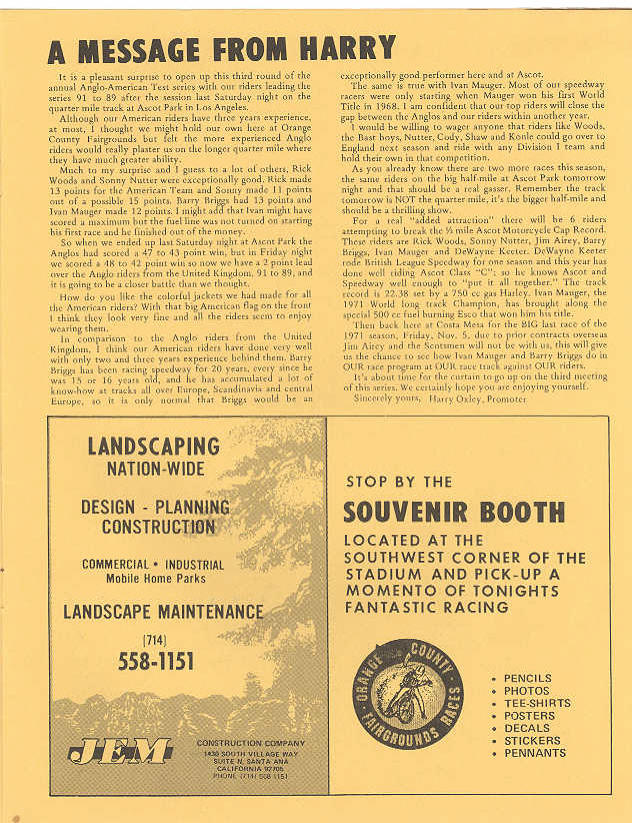 A MESSAGE FROM HARRY
It is a pleasant surprise to open up this third round of the
annual Anglo-American Test series with our riders leading the
series 91 to 89 after the session last Saturday night on the
quarter mile track at Ascot Park in Los Angeles.
Although our American riders have three years experience,
at most, I thought we might hold our own here at Orange
County Fairgrounds but felt the more experienced Anglo
riders would really plaster us on the longer quarter mile where
they have much greater ability.
Much to my surprise and I guess to a lot of others, Rick
Woods and Sonny Nutter were exceptionally good. Rick made
13 points for the American Team and Sonny made 11 points
out of a possible 15 points. Barry Briggs had 13 points and
Ivan Mauger made 12 points. I might add that Ivan might have
scored a maximum but the fuel line was not turned on starting
his first race and he finished out of the money.
So when we ended up last Saturday night at Ascot Park the
Anglos had scored a 47 to 43 point win, but in Friday night
we scored a 48 to 42 point win so now we have a 2 point lead
over the Anglo riders from the United Kingdom, 91 to 89, and
it is going to be a closer battle than we thought.
How do you like the colorful jackets we had made for all
the American riders? With that big American flag on the front
I think they look very fine and all the riders seem to enjoy
wearing them.
In comparison to the Anglo riders from the United
Kingdom, I think our American riders have done very well
with only two and three years experience behind them. Barry
Briggs has been racing speedway for 20 years, every since he
was 15 or 16 years old, and he has accumulated a lot of
know-how at tracks all over Europe, Scandinavis and central
Europe, so it is only normal that Briggs would be an
exceptionally good performer here and at Ascot.
The same is true with Ivan Mauger. Most of our speedway
racers were only starting when Mauger won his first World
Title in 1968. I am confident that our top riders will close the
gap between the Anglos and our riders within another year.
I would be willing to wager anyone that riders like Woods,
the Bast boys, Nutter, Cody, Shaw and Konle could go over to
England next season and ride with any Division I team and
hold their own in that competition.
As you already know there are two more races this season,
the same riders on the big half-mile at Ascot Park tomorrow
night and that should be a real gasser. Remember the track
tomorrow is NOT the quarter mile, it's the bigger half-mile and
should be a thrilling show.
For a real "added attraction" there will be 6 riders
attempting to break the ½ mile Ascot Motorcycle Cap Record.
These riders are Rick Woods, Sonny Nutter, Jim Airey, Barry
Briggs, Ivan Mauger and DeWayne Keeter. DeWayne Keeter
rode British League Speedway for one season and this year has
done well riding Ascot Class "C"; so he knows Ascot and
Speedway well enough to "put it all together." The track
record is 22.38 set by a 750 cc gas Harley. Ivan Mauger, the
1971 World long track Champion, has brought along the
special 500 cc fuel burning Esco that won him his title.
Then back here at Costa Mesa for the BIG last race of the
1971 season, Friday, Nov. 5, due to prior contracts overseas
Jim Airey and the Scotsmen will not be with us, this will give
us the chance to see how Ivan Mauger and Barry Briggs do in
OUR race program at OUR race track against OUR riders.
It's about time for the curtain to go up on the third meeting
of this series. We certainly hope you are enjoying yourself.
Sincerely yours, Harry Oxley, Promoter
LANDSCAPING
NATION-WIDE
DESIGN - PLANNING
CONSTRUCTION
COMMERCIAL • INDUSTRIAL
Mobile Home Parks
LANDSCAPE MAINTENANCE
(714)
558-1151
JEM
CONSTRUCTION COMPANY
1430 SOUTH VILLAGE WAY
SUITE N, SANTA ANA
CALIFORNIA 92705
PHONE (714) 558-1151
STOP BY THE
SOUVENIR BOOTH
LOCATED AT THE
SOUTHWEST CORNER OF THE
STADIUM AND PICK-UP A
MOMENTO OF TONIGHTS
FANTASTIC RACING
ORANGE COUNTY
FAIRGROUNDS RACES
• PENCILS
• PHOTOS
• TEE-SHIRTS
• POSTERS
• DECALS
• STICKERS
• PENNANTS